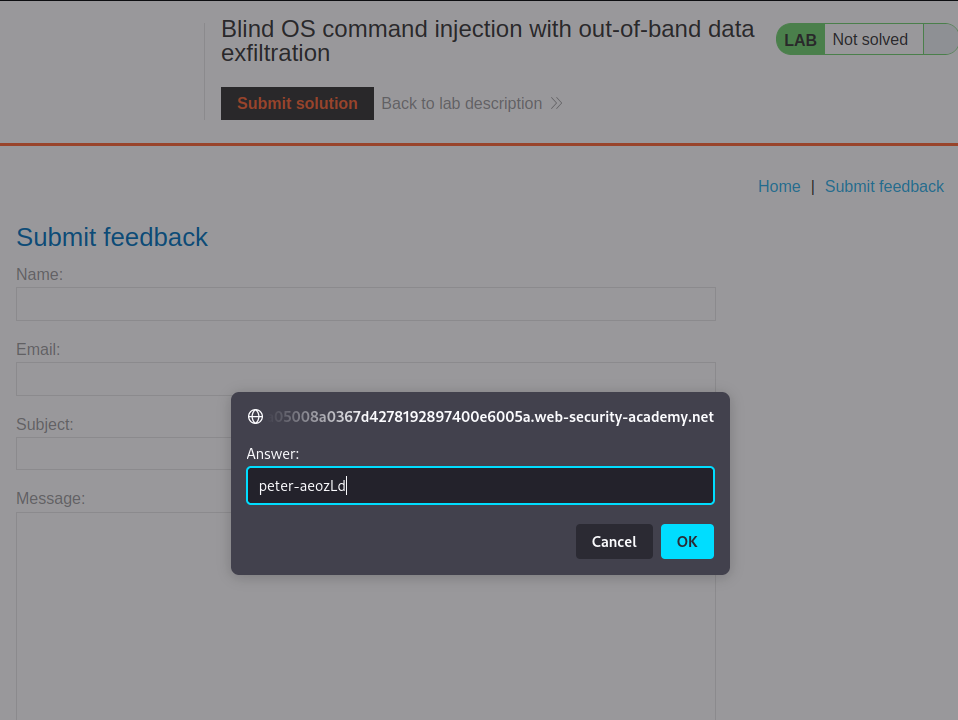 Blind OS command injection with out-of-band data
exfiltration
LAB Not solved
Submit solution Back to lab description
Home | Submit feedback
Submit feedback
Name:
Email:
Subject:
Message:
05008a0367d4278192897400e6005a.web-security-academy.net
Answer:
peter-aeozLd
Cancel OK